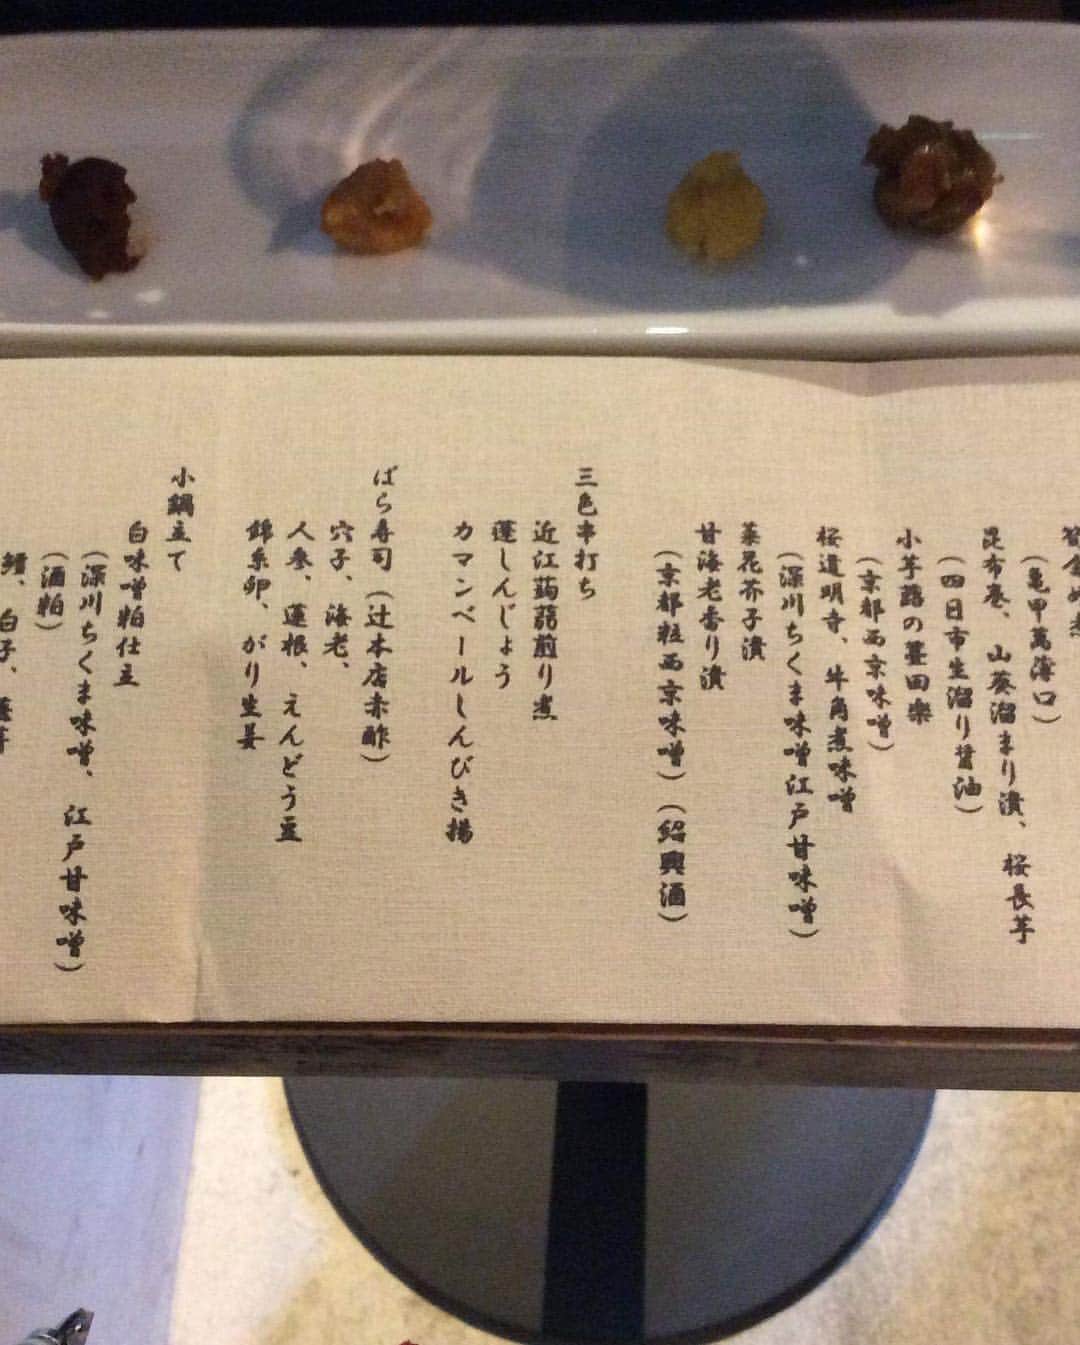 （亀甲萬薄口）
昆布巻、山葵溜まり漬、桜長芋
（四日市生溜り醤油）
小芋蕗の葉田楽
（京都西京味噌）
桜道明寺、牛角煮味噌
（深川ちくま味噌江戸甘味噌）
菜花芥子漬
甘海老香り漬
（京都粒西京味噌）（紹興酒）
三色串打ち
近江蒟蒻煎り煮
蓬しんじょう
カマンベールしんびき揚
ばら寿司（辻本店赤酢）
穴子、海老、
人参、蓮根、えんどう豆
錦糸卵、がり生姜
小鍋立て
白味噌粕仕立
（深川ちくま味噌、江戸甘味噌）
（酒粕）
白子、